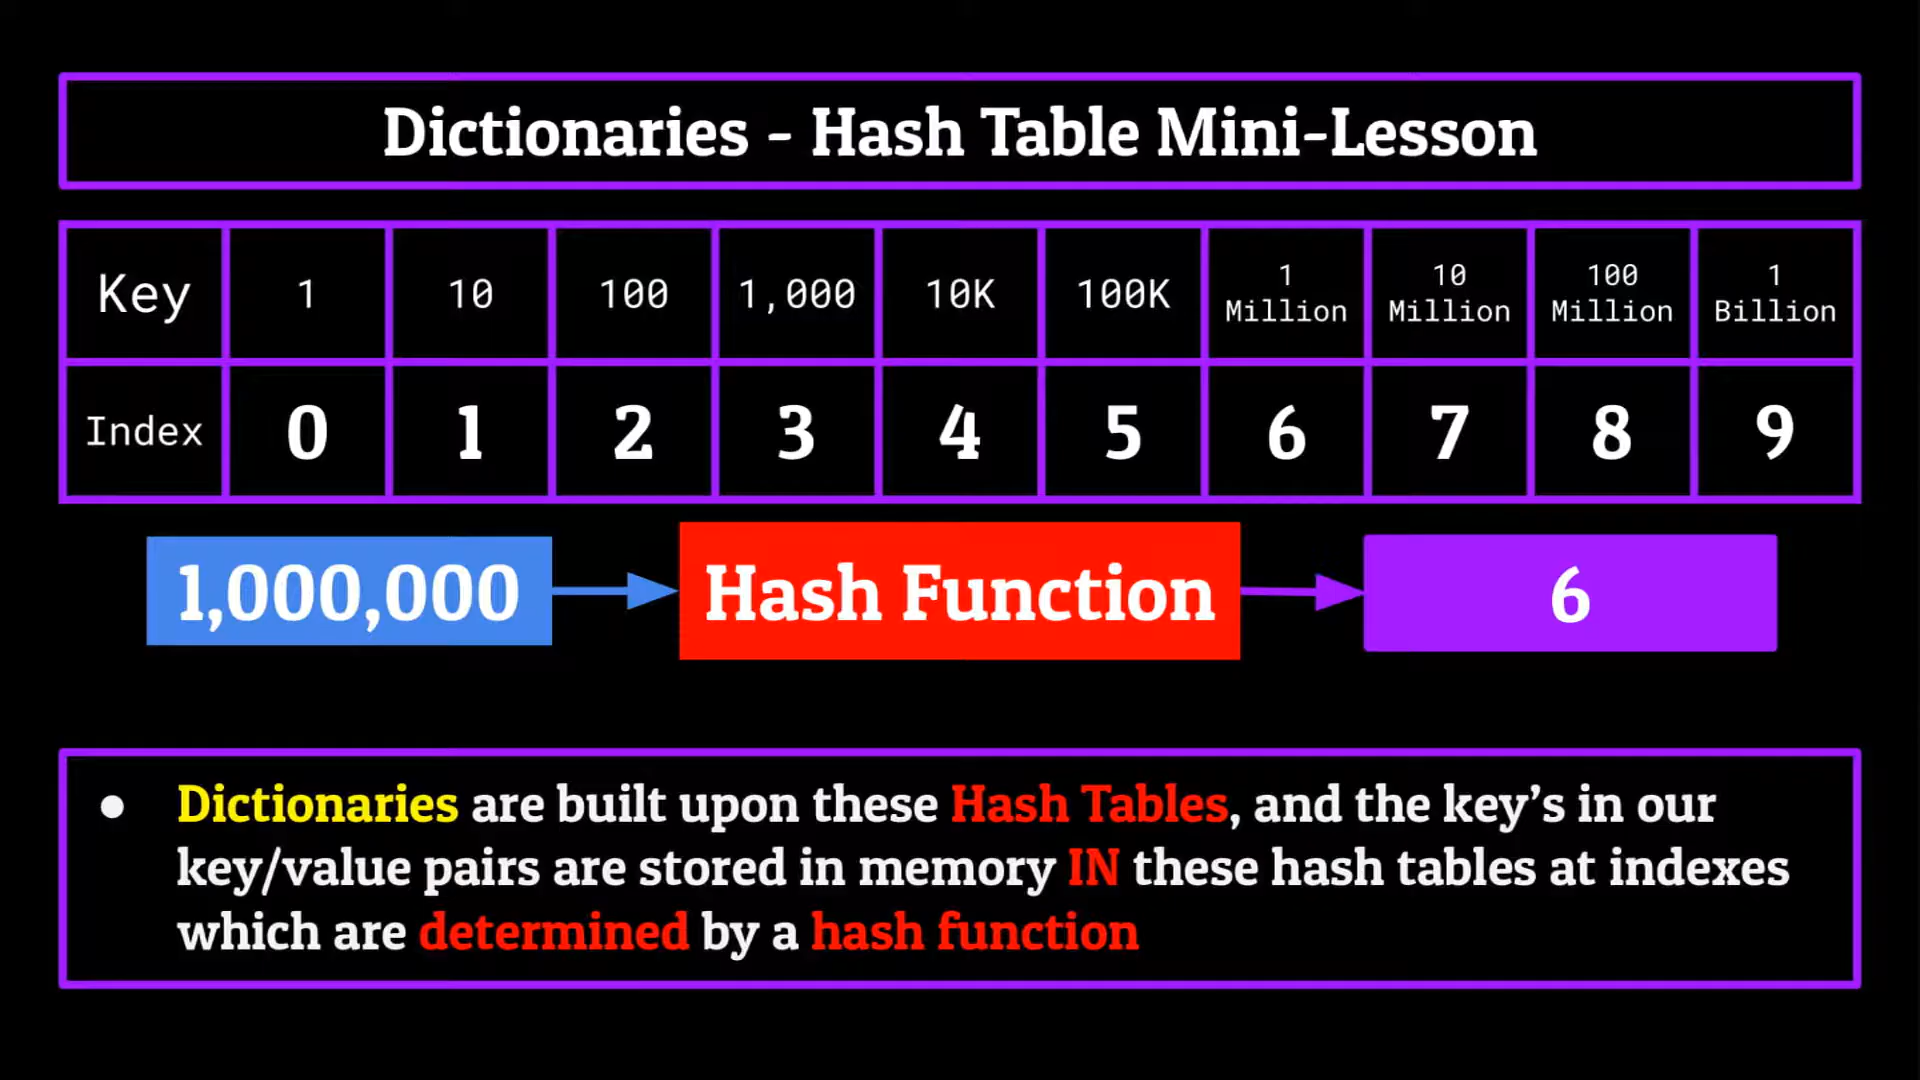 Dictionaries - Hash Table Mini-Lesson
Key 1 10 100 1,000 10K 100K 1 Million 10 Million 100 Million 1 Billion
Index 0 1 2 3 4 5 6 7 8 9
1,000,000 Hash Function 6
● Dictionaries are built upon these Hash Tables, and the key’s in our
key/value pairs are stored in memory IN these hash tables at indexes
which are determined by a hash function